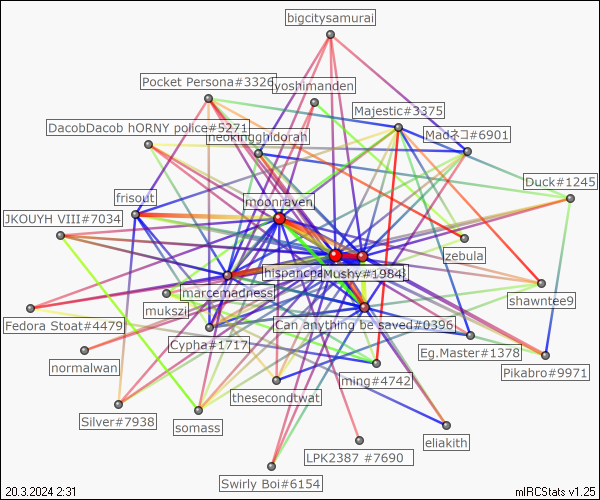 bigcitysamurai
Pocket Persona#3326
yoshimanden
Majestic#3375
DacobDacob hORNY police#5271
neokingghidorah
Madネコ#6901
Duck#1245
frisout
moonraven
JKOUYH VIII#7034
zebula
hispanc
Mushy#1984
marcemadness
shawntee9
mukszi
Fedora Stoat#4479
Can anything be saved#0396
Cypha#1717
Eg.Master#1378
normalwan
Pikabro#9971
ming#4742
thesecondtwat
Silver#7938
somass
eliakith
LPK2387 #7690
Swirly Boi#6154
20.3.2024 2:31
mIRCStats v1.25